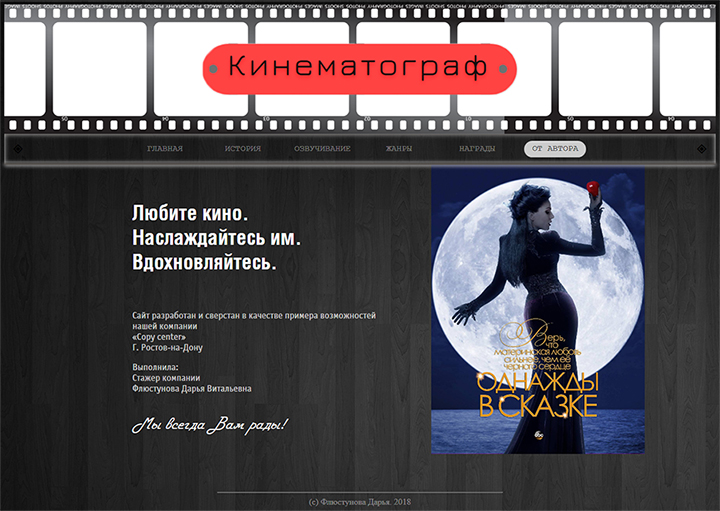 Кинематограф
ГЛАВНАЯ ИСТОРИЯ ОЗВУЧИВАНИЕ ЖАНРЫ НАГРАДЫ ОТ АВТОРА
Любите кино.
Наслаждайтесь им.
Вдохновляйтесь.
Сайт разработан и сверстан в качестве примера возможностей
нашей компании
«Copy center»
Г. Ростов-на-Дону
Выполнила:
Стажер компании
Флюстунова Дарья Витальевна
Мы всегда Вам рады!
Верь,
что
материнская любовь
сильнее, чем её
черного сердце
ОДНАЖДЫ
В СКАЗКЕ
abc
(с) Флюстунова Дарья. 2018